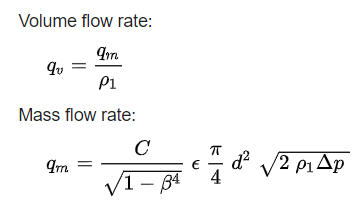 Volume flow rate:
q_v = q_m / ρ_1
Mass flow rate:
q_m = C / √(1 − β^4) ϵ π/4 d^2 √(2 ρ_1 Δp)